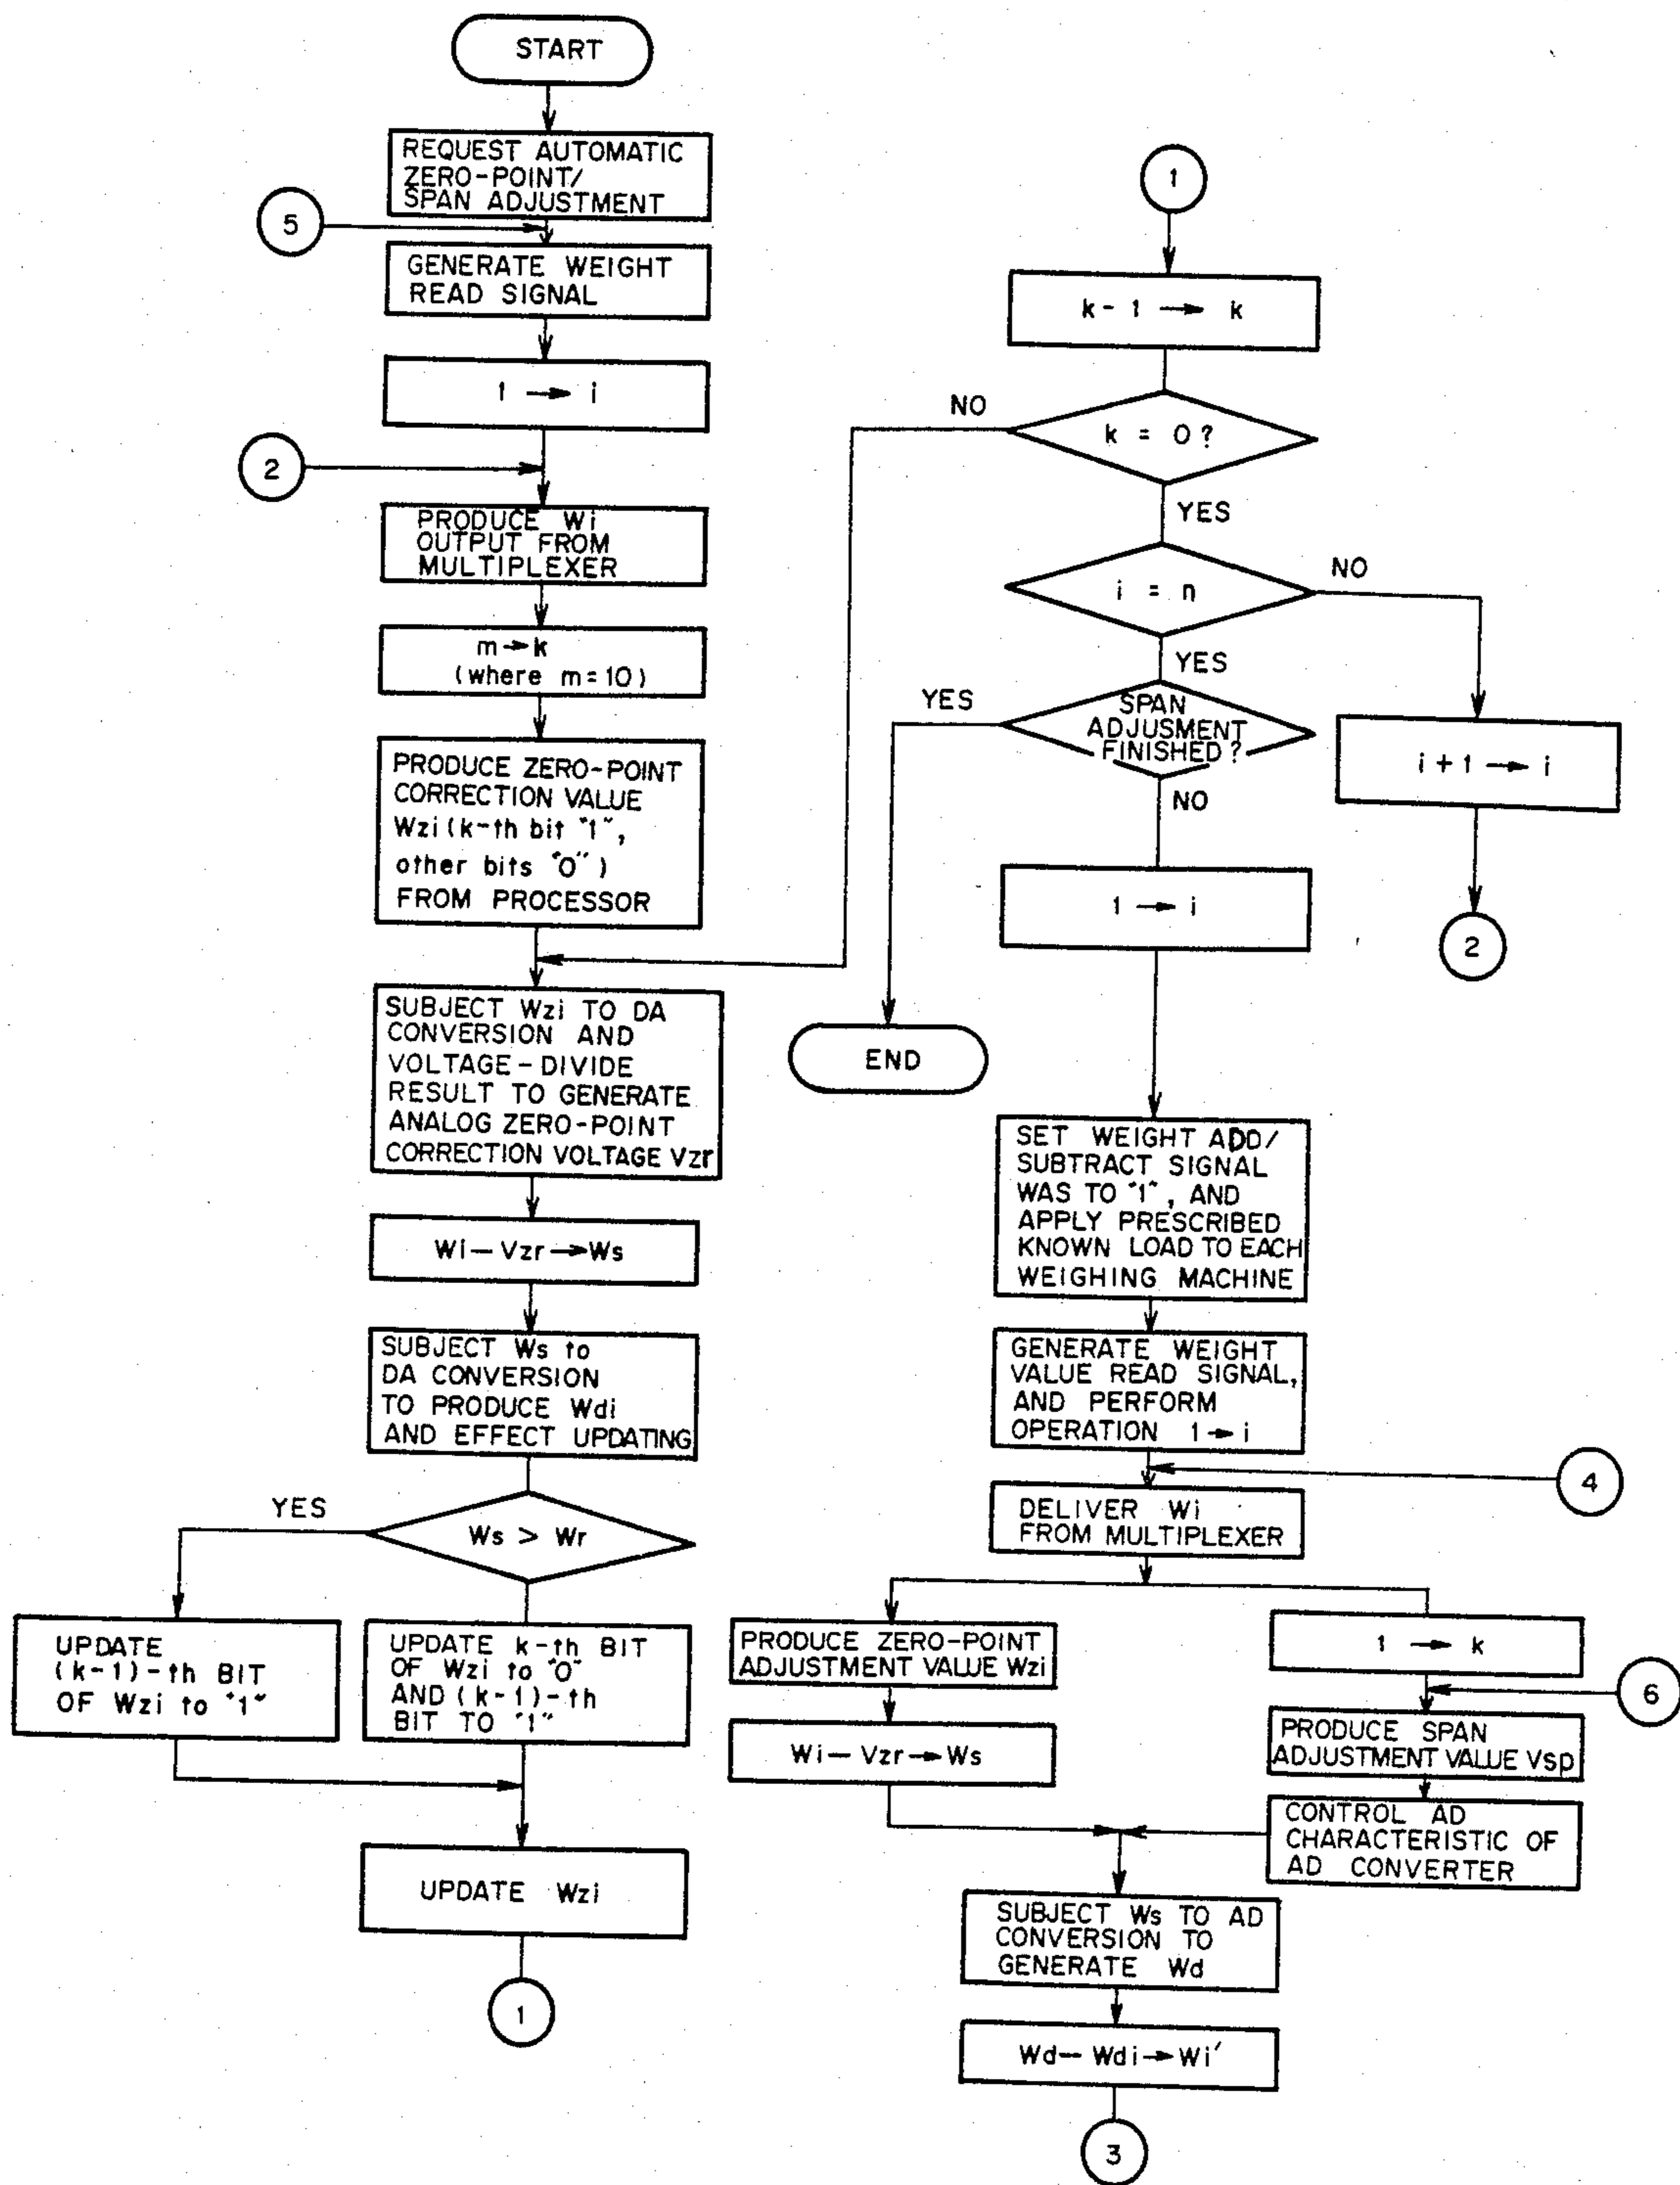 START
REQUEST AUTOMATIC
ZERO-POINT/
SPAN ADJUSTMENT
5
GENERATE WEIGHT
READ SIGNAL
1 → i
2
PRODUCE Wi
OUTPUT FROM
MULTIPLEXER
m→k
(where m=10)
PRODUCE ZERO-POINT
CORRECTION VALUE
Wzi (k-th bit "1",
other bits "0")
FROM PROCESSOR
SUBJECT Wzi TO DA
CONVERSION AND
VOLTAGE-DIVIDE
RESULT TO GENERATE
ANALOG ZERO-POINT
CORRECTION VOLTAGE Vzr
Wi-Vzr→Ws
SUBJECT Ws to
DA CONVERSION
TO PRODUCE Wdi
AND EFFECT UPDATING
YES
Ws > Wr
UPDATE
(k-1)-th BIT
OF Wzi to "1"
UPDATE k-th BIT
OF Wzi to "0"
AND (k-1)-th
BIT TO "1"
UPDATE Wzi
1
1
k-1 → k
NO
k = 0?
YES
i = n
NO
YES
YES
SPAN
ADJUSMENT
FINISHED?
i+1 → i
NO
1 → i
2
END
SET WEIGHT ADD/
SUBTRACT SIGNAL
WAS TO "1", AND
APPLY PRESCRIBED
KNOWN LOAD TO EACH
WEIGHING MACHINE
GENERATE WEIGHT
VALUE READ SIGNAL,
AND PERFORM
OPERATION 1→i
4
DELIVER Wi
FROM MULTIPLEXER
PRODUCE ZERO-POINT
ADJUSTMENT VALUE Wzi
1 → k
6
Wi-Vzr→Ws
PRODUCE SPAN
ADJUSTMENT VALUE Vsp
CONTROL AD
CHARACTERISTIC OF
AD CONVERTER
SUBJECT Ws TO AD
CONVERSION TO
GENERATE Wd
Wd-Wdi→Wi'
3